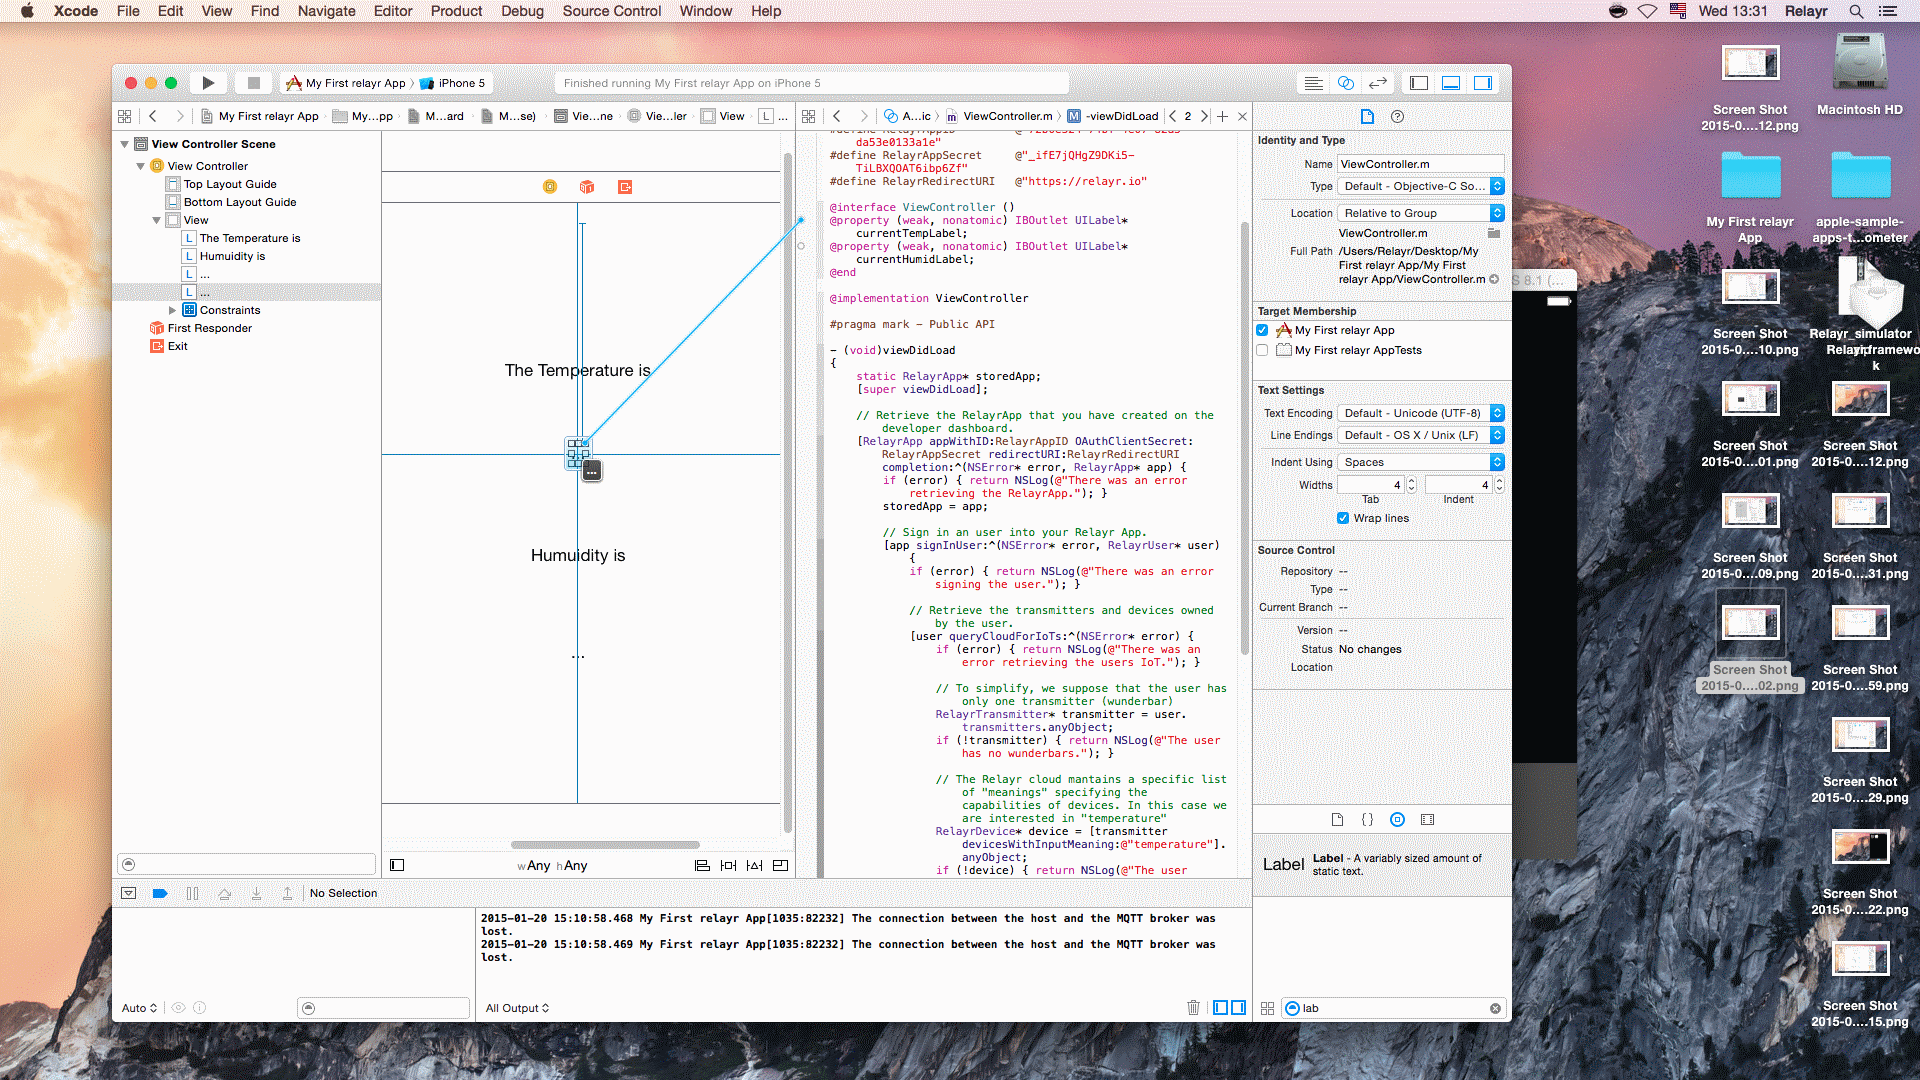 Xcode File Edit View Find Navigate Editor Product Debug Source Control Window Help
Wed 13:31 Relayr
My First relayr App iPhone 5
Finished running My First relayr App on iPhone 5
My First relayr App My...pp M...ard M...se) Vie...ne Vie...ler View L ...
A...ic ViewController.m M -viewDidLoad 2
View Controller Scene
View Controller
Top Layout Guide
Bottom Layout Guide
View
L The Temperature is
L Humuidity is
L ...
L ...
Constraints
First Responder
Exit
The Temperature is
...
Humuidity is
...
wAny hAny
da53e0133a1e"
#define RelayrAppSecret @"_ifE7jQHgZ9DKi5-
TiLBXQOAT6ibp6Zf"
#define RelayrRedirectURI @"https://relayr.io"
@interface ViewController ()
@property (weak, nonatomic) IBOutlet UILabel*
currentTempLabel;
@property (weak, nonatomic) IBOutlet UILabel*
currentHumidLabel;
@end
@implementation ViewController
#pragma mark - Public API
- (void)viewDidLoad
{
static RelayrApp* storedApp;
[super viewDidLoad];
// Retrieve the RelayrApp that you have created on the
developer dashboard.
[RelayrApp appWithID:RelayrAppID OAuthClientSecret:
RelayrAppSecret redirectURI:RelayrRedirectURI
completion:^(NSError* error, RelayrApp* app) {
if (error) { return NSLog(@"There was an error
retrieving the RelayrApp."); }
storedApp = app;
// Sign in an user into your Relayr App.
[app signInUser:^(NSError* error, RelayrUser* user)
{
if (error) { return NSLog(@"There was an error
signing the user."); }
// Retrieve the transmitters and devices owned
by the user.
[user queryCloudForIoTs:^(NSError* error) {
if (error) { return NSLog(@"There was an
error retrieving the users IoT."); }
// To simplify, we suppose that the user has
only one transmitter (wunderbar)
RelayrTransmitter* transmitter = user.
transmitters.anyObject;
if (!transmitter) { return NSLog(@"The user
has no wunderbars."); }
// The Relayr cloud mantains a specific list
of "meanings" specifying the
capabilities of devices. In this case we
are interested in "temperature"
RelayrDevice* device = [transmitter
devicesWithInputMeaning:@"temperature"].
anyObject;
if (!device) { return NSLog(@"The user
Identity and Type
Name ViewController.m
Type Default - Objective-C So...
Location Relative to Group
ViewController.m
Full Path /Users/Relayr/Desktop/My
First relayr App/My First
relayr App/ViewController.m
Target Membership
My First relayr App
My First relayr AppTests
Text Settings
Text Encoding Default - Unicode (UTF-8)
Line Endings Default - OS X / Unix (LF)
Indent Using Spaces
Widths 4 4
Tab Indent
Wrap lines
Source Control
Repository --
Type --
Current Branch --
Version --
Status No changes
Location
Label Label - A variably sized amount of
static text.
lab
No Selection
2015-01-20 15:10:58.468 My First relayr App[1035:82232] The connection between the host and the MQTT broker was
lost.
2015-01-20 15:10:58.469 My First relayr App[1035:82232] The connection between the host and the MQTT broker was
lost.
Auto
All Output
S 8.1 (...
Screen Shot
2015-0....12.png
Macintosh HD
My First relayr
App
apple-sample-
apps-t...ometer
Screen Shot
2015-0....10.png
Relayr_simulator
Screen Shot
2015-0....01.png
Screen Shot
2015-0....12.png
Screen Shot
2015-0....09.png
Screen Shot
2015-0....31.png
Screen Shot
2015-0....02.png
Screen Shot
2015-0....59.png
Screen Shot
2015-0....29.png
Screen Shot
2015-0....22.png
Screen Shot
2015-0....15.png